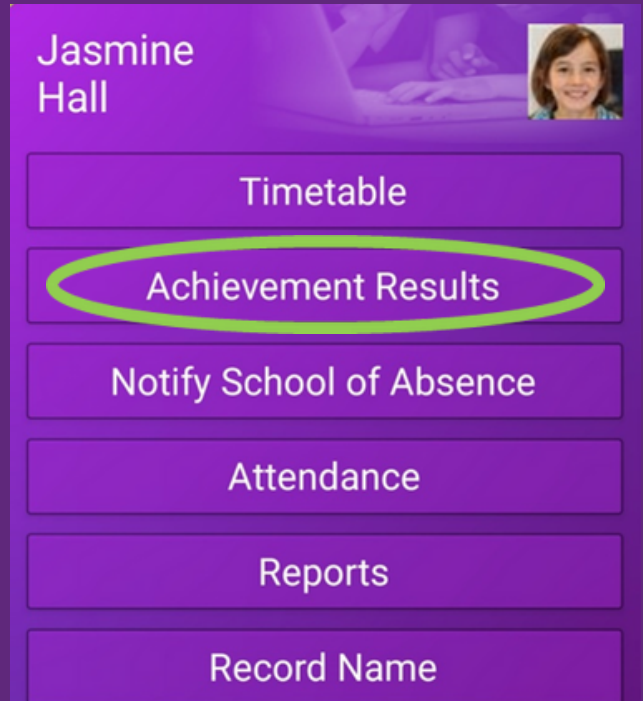 Jasmine
Hall
Timetable
Achievement Results
Notify School of Absence
Attendance
Reports
Record Name